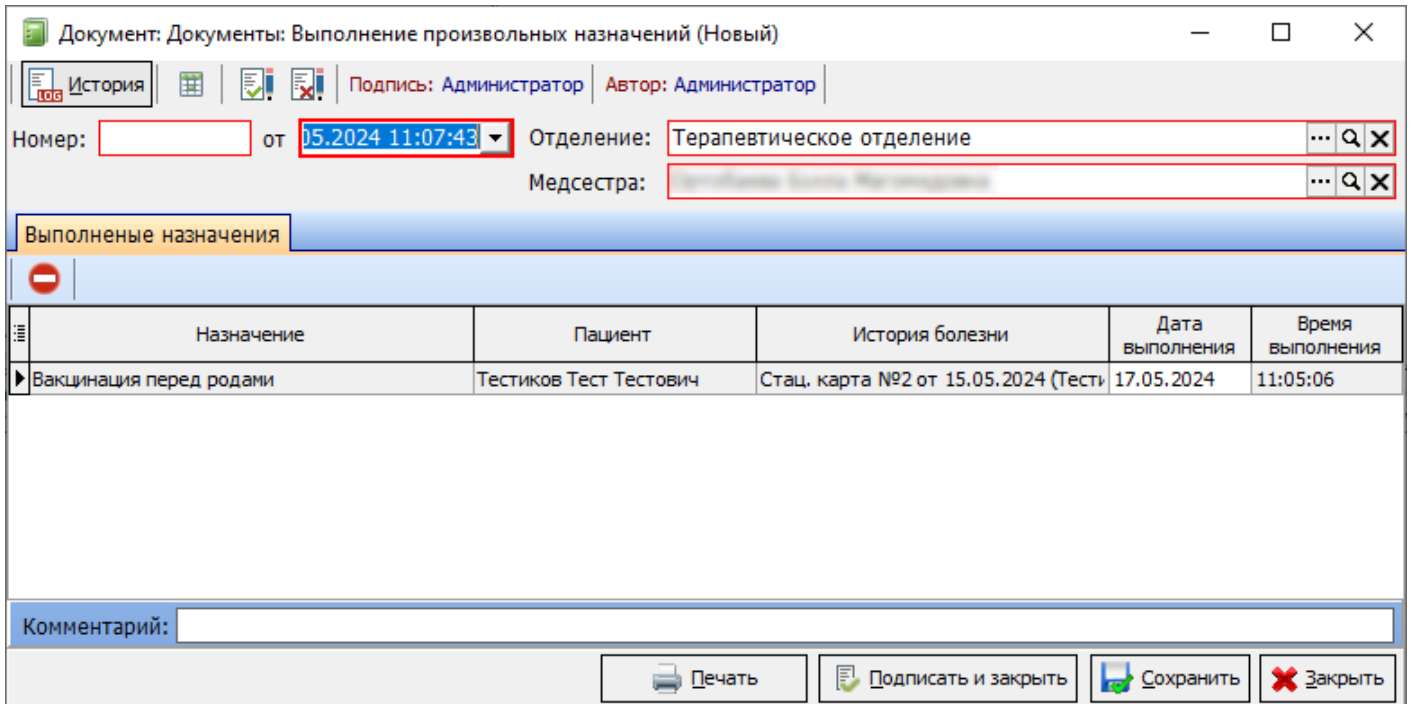 Документ: Документы: Выполнение произвольных назначений (Новый)
LOG История Подпись: Администратор Автор: Администратор
Номер: от 05.2024 11:07:43 Отделение: Терапевтическое отделение
Медсестра:
Выполненые назначения
Назначение Пациент История болезни Дата выполнения Время выполнения
Вакцинация перед родами Тестиков Тест Тестович Стац. карта №2 от 15.05.2024 (Тести 17.05.2024 11:05:06
Комментарий:
Печать Подписать и закрыть Сохранить Закрыть